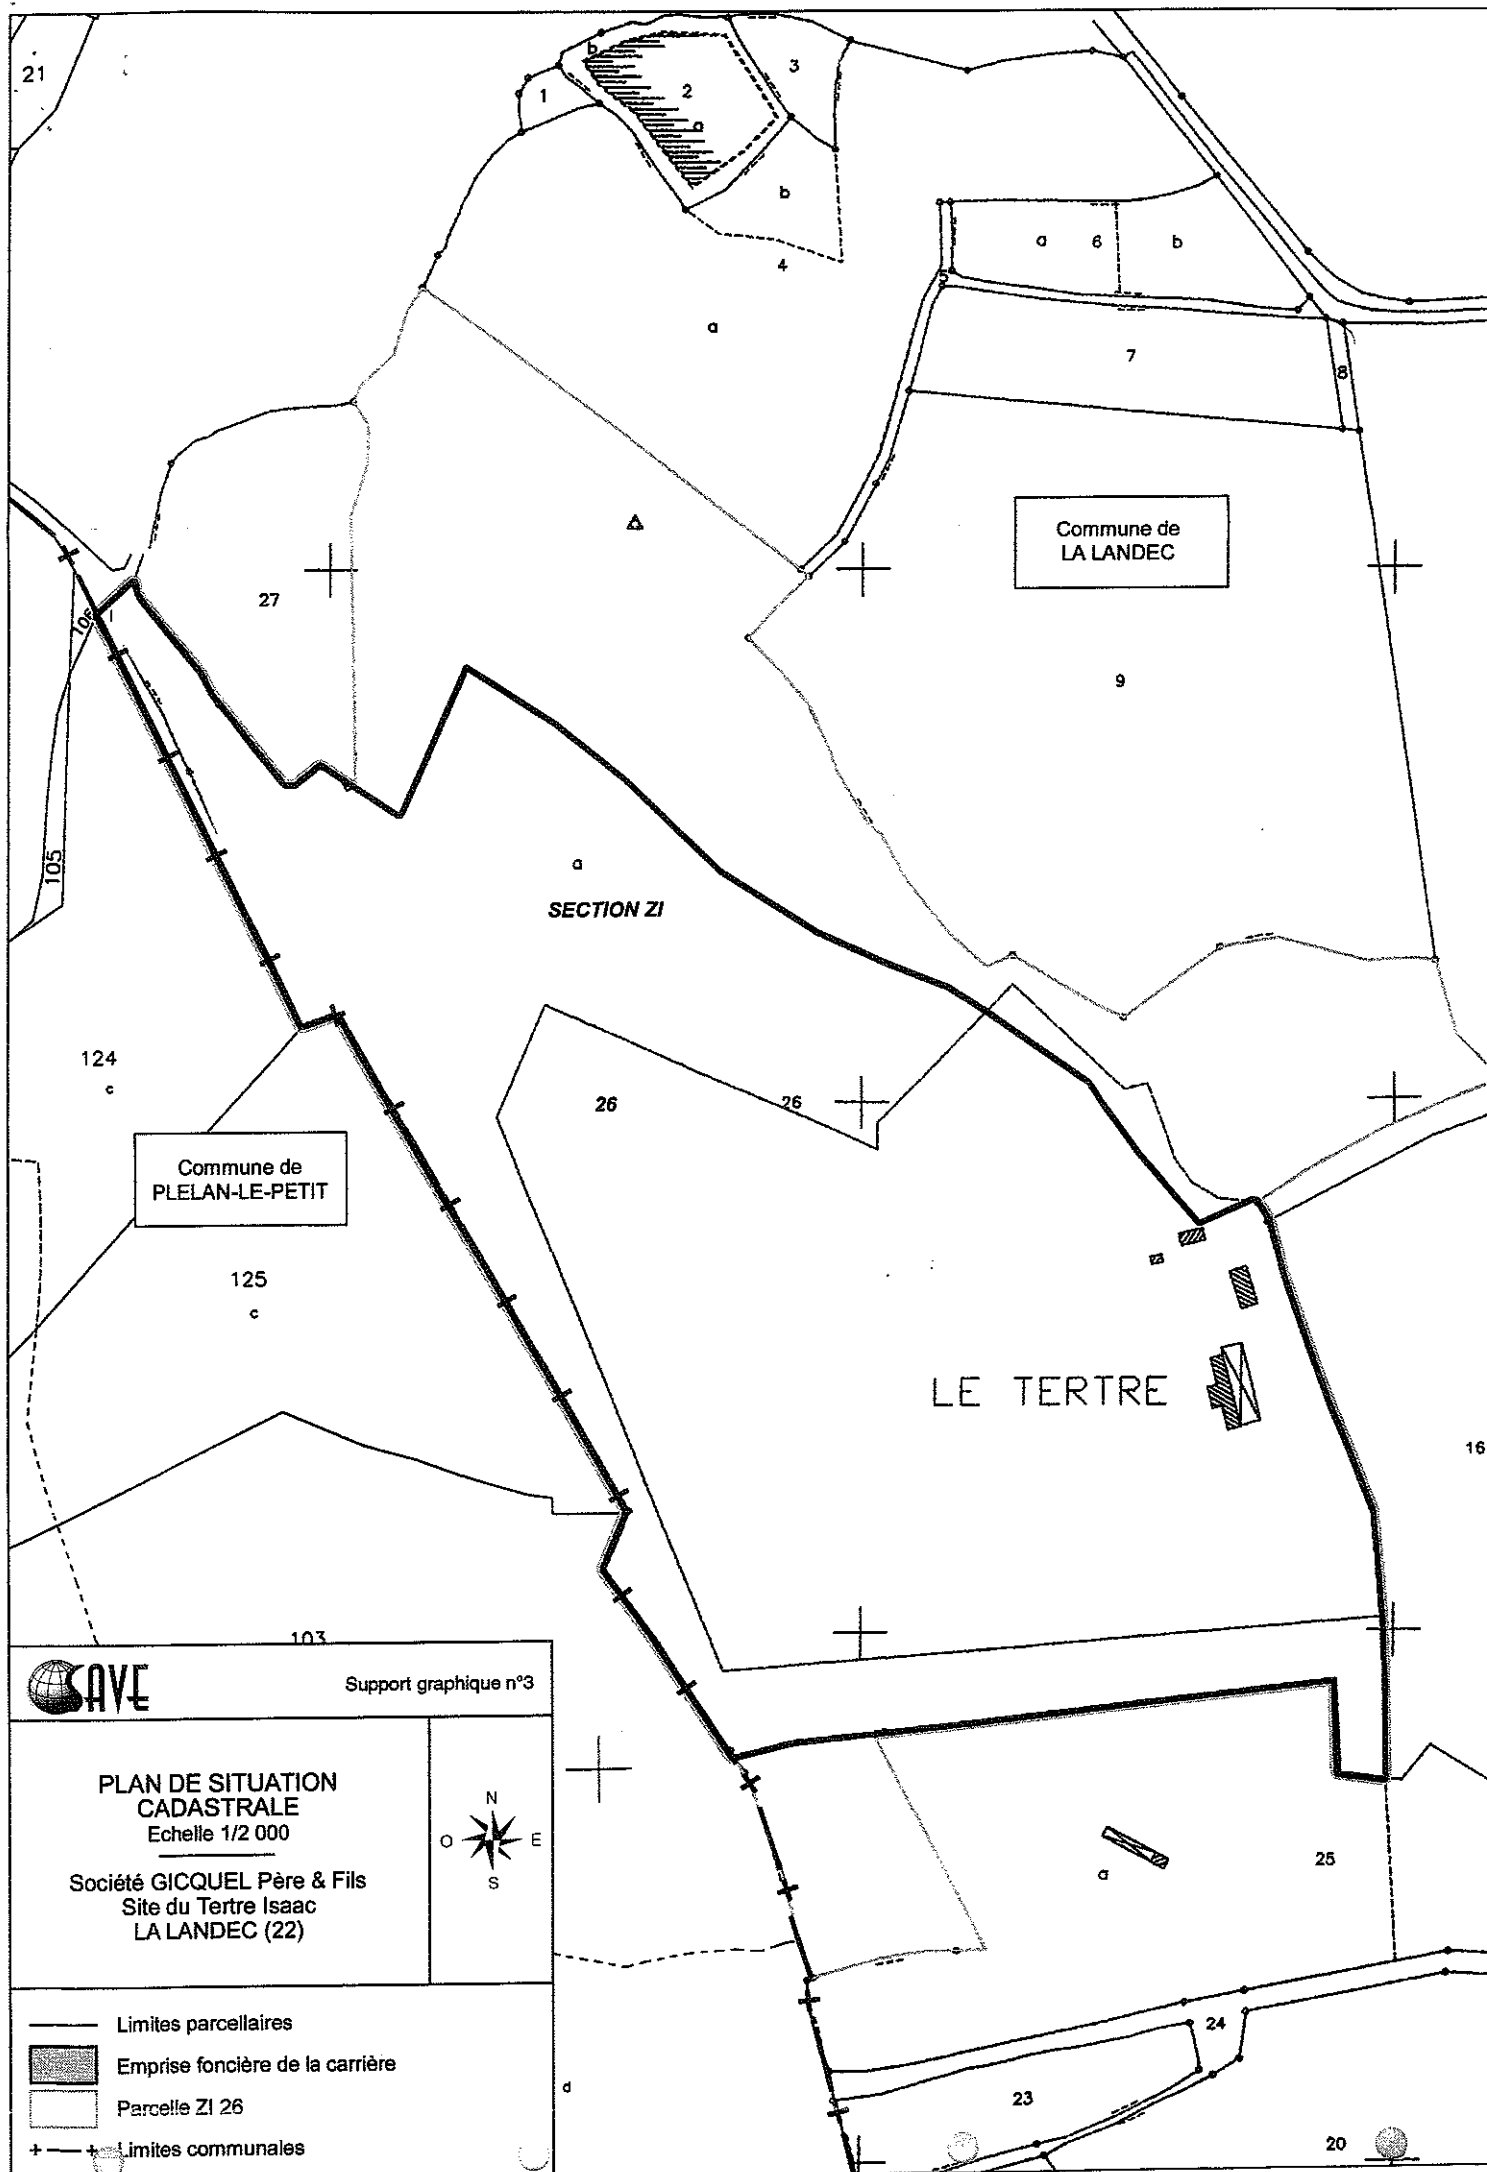 21
b
1
2
a
3
b
4
a
5
a
6
b
7
8
Commune de
LA LANDEC
27
106
9
105
a
SECTION ZI
124
c
26
26
Commune de
PLELAN-LE-PETIT
125
c
LE TERTRE
16
103
SAVE
Support graphique n°3
PLAN DE SITUATION
CADASTRALE
Echelle 1/2 000
Société GICQUEL Père & Fils
Site du Tertre Isaac
LA LANDEC (22)
N
O
E
S
a
25
Limites parcellaires
Emprise foncière de la carrière
Parcelle ZI 26
Limites communales
d
24
23
20